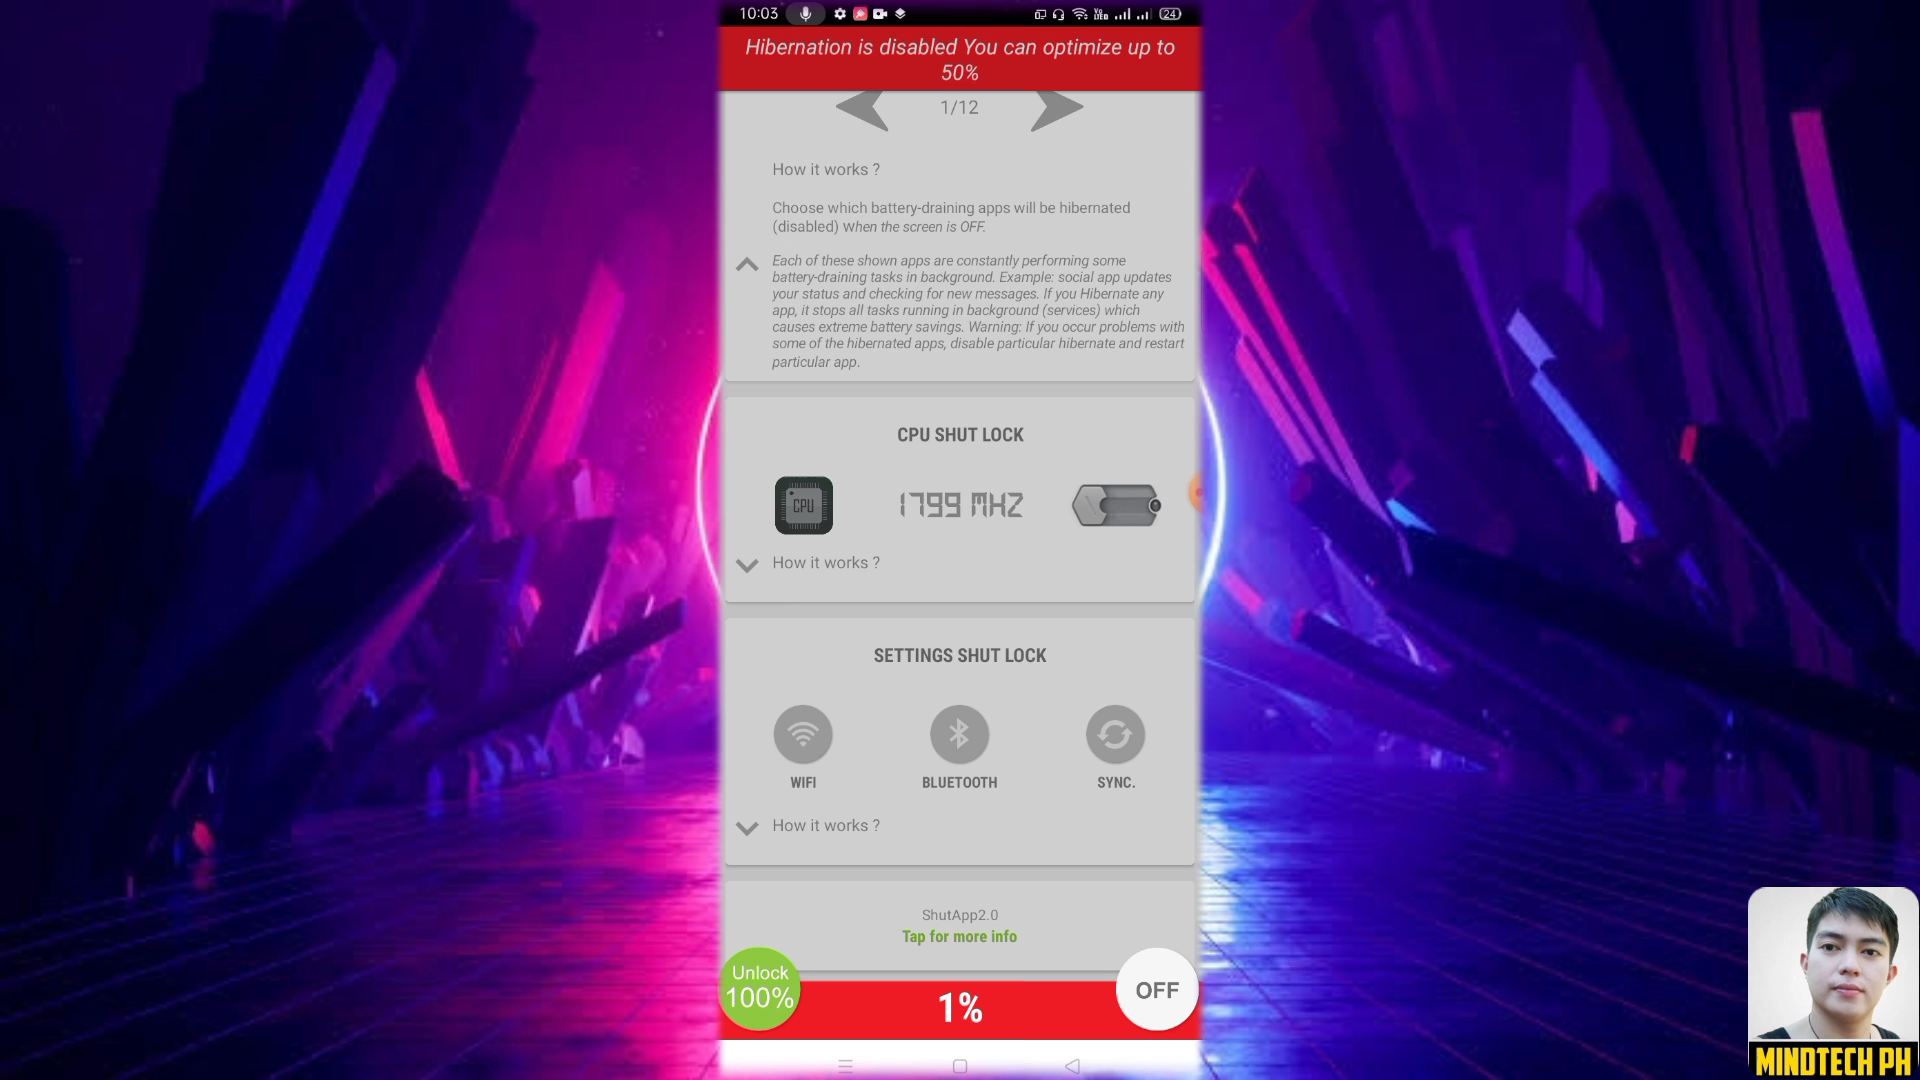 10:03
24
Hibernation is disabled You can optimize up to
50%
1/12
How it works ?
Choose which battery-draining apps will be hibernated
(disabled) When the screen is OFF.
Each of these shown apps are constantly performing some
battery-draining tasks in background. Example: social app updates
your status and checking for new messages. If you Hibernate any
app, it stops all tasks running in background (services) which
causes extreme battery savings. Warning: If you occur problems with
some of the hibernated apps, disable particular hibernate and restart
particular app.
CPU SHUT LOCK
CPU
1799 MHZ
How it works ?
SETTINGS SHUT LOCK
WIFI
BLUETOOTH
SYNC.
How it works ?
ShutApp2.0
Tap for more info
Unlock
100%
1%
OFF
MINDTECH PH